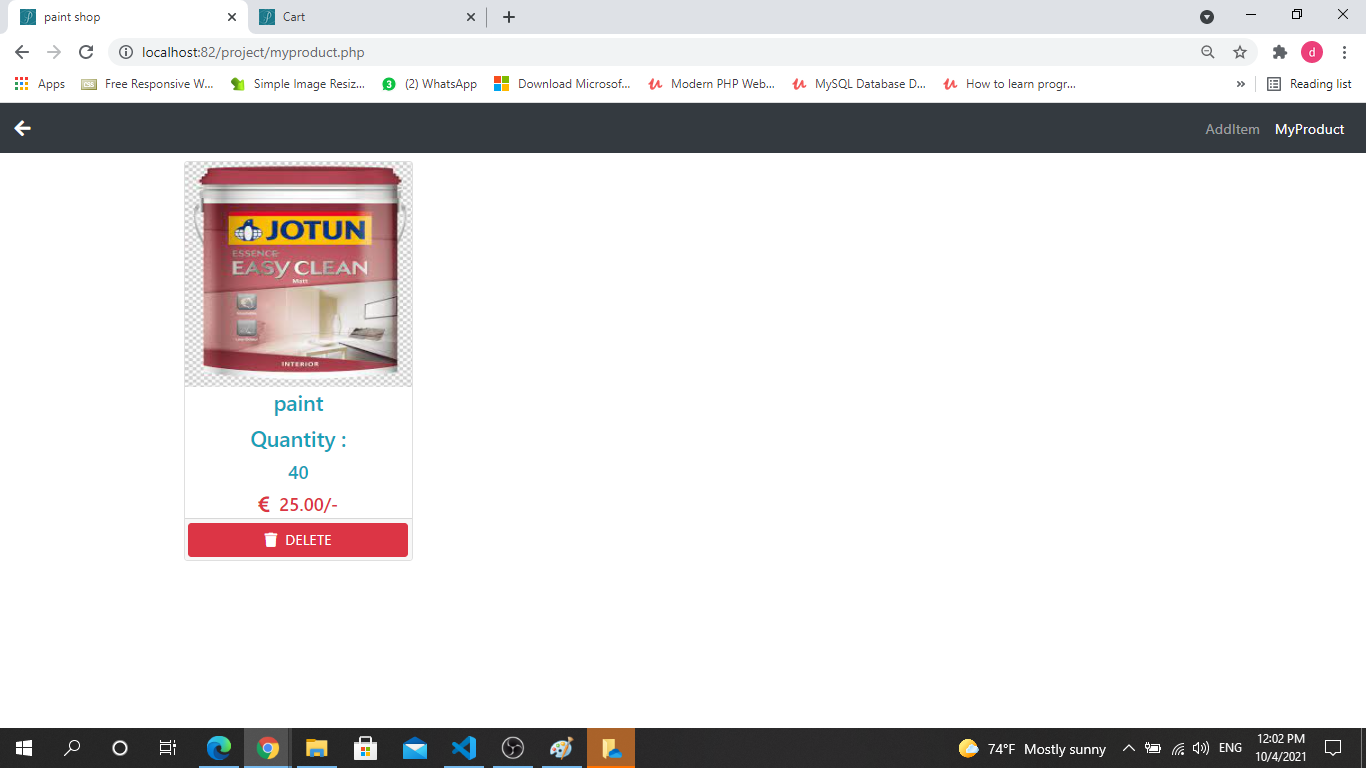 paint shop
Cart
localhost:82/project/myproduct.php
d
Apps
CSS
Free Responsive W...
Simple Image Resiz...
3
(2) WhatsApp
Download Microsof...
Modern PHP Web...
MySQL Database D...
How to learn progr...
»
Reading list
AddItem
MyProduct
JOTUN
ESSENCE
EASY CLEAN
Matt
INTERIOR
paint
Quantity :
40
€ 25.00/-
DELETE
74°F Mostly sunny
ENG
12:02 PM
10/4/2021